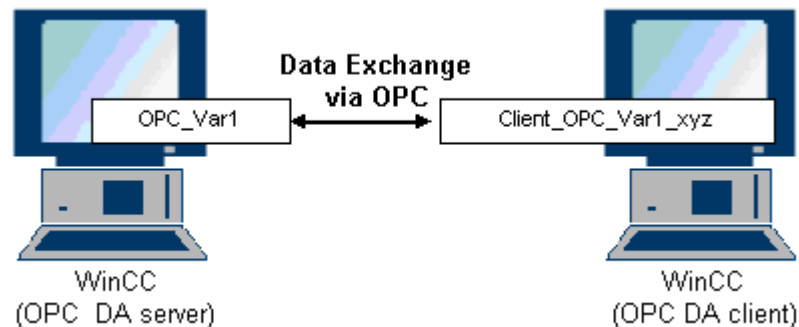 Data Exchange
via OPC
OPC_Var1
Client_OPC_Var1_xyz
WinCC
(OPC DA server)
WinCC
(OPC DA client)